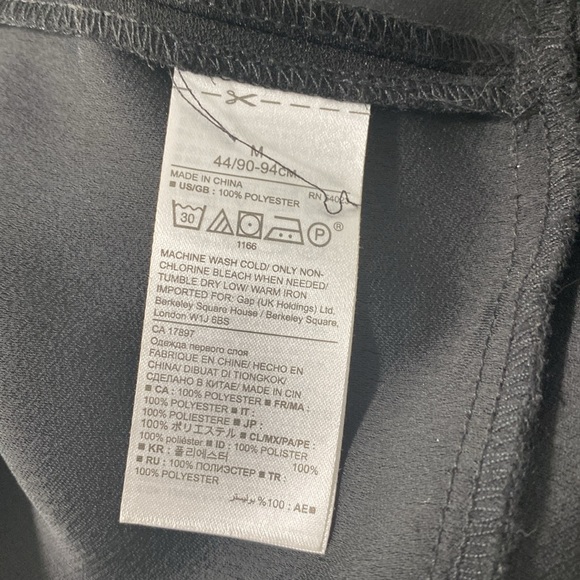 M
44/90-94CM
MADE IN CHINA
RN
■ US/GB : 100% POLYESTER
30
P
®
1166
MACHINE WASH COLD/ ONLY NON-
CHLORINE BLEACH WHEN NEEDED/
TUMBLE DRY LOW/ WARM IRON
IMPORTED FOR: Gap (UK Holdings) Ltd.
Berkeley Square House / Berkeley Square,
London W1J 6BS
CA 17897
Одежда первого слоя
FABRIQUE EN CHINE/ HECHO EN
CHINA/ DIBUAT DI TIONGKOK/
СДЕЛАНО В КИТАЕ/ MADE IN CIN
■ CA : 100% POLYESTER ■ FR/MA :
100% POLYESTER ■ IT :
100% POLIESTERE ■ JP :
100% ポリエステル ■ CL/MX/PA/PE :
100% poliéster ■ ID : 100% POLISTER
■ KR : 폴리에스터 100%
■ RU : 100% ПОЛИЭСТЕР ■ TR :
100% POLYESTER
■AE : 100% بوليستر